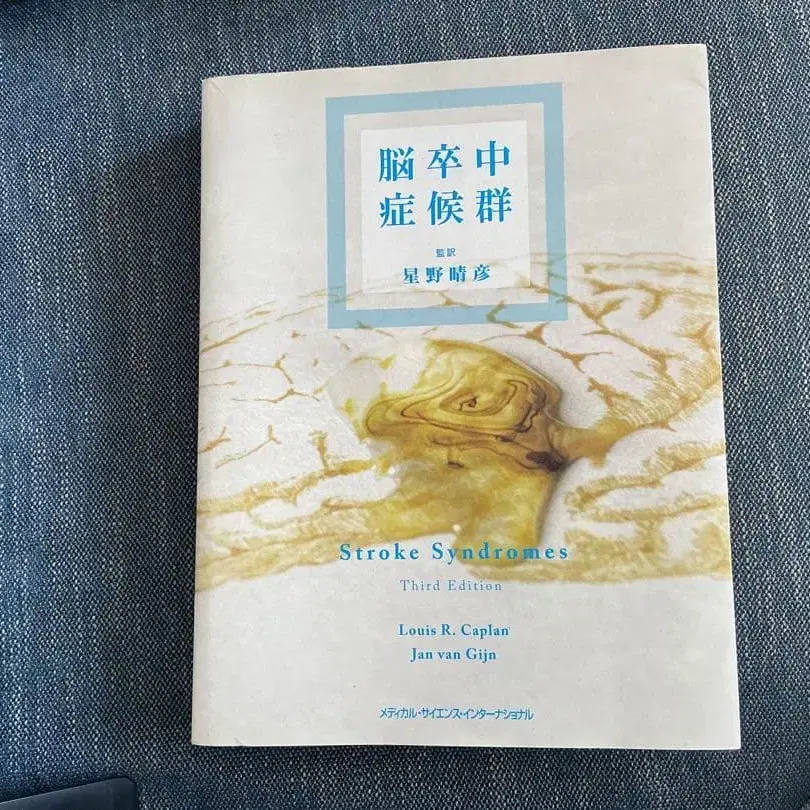 脳卒中
症候群
監訳
星野晴彦
Stroke Syndromes
Third Edition
Louis R. Caplan
Jan van Gijn
メディカル・サイエンス・インターナショナル